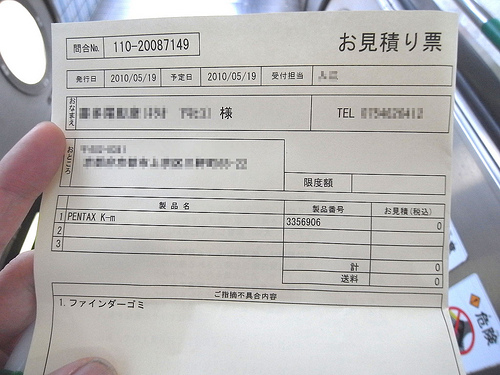 お見積り票
問合No. 110-20087149
発行日 2010/05/19 予定日 2010/05/19 受付担当
おなまえ 様 TEL
おところ
限度額
製品名 製品番号 お見積(税込)
1 PENTAX K-m 3356906 0
2
3
計 0
送料 0
ご指摘不具合内容
1. ファインダーゴミ
危険